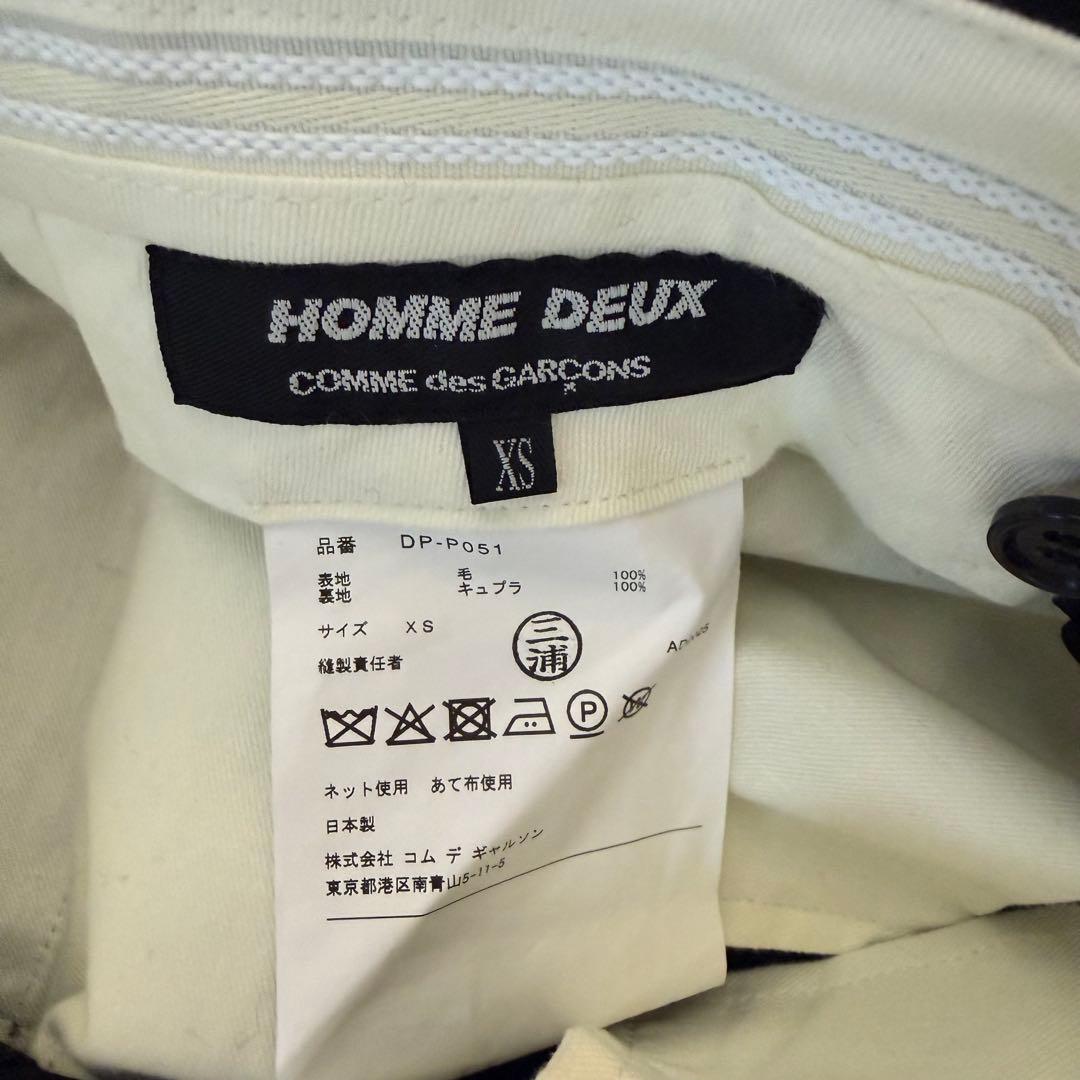 HOMME DEUX
COMME des GARÇONS
XS
品番 DP-P051
表地 毛 100%
裏地 キュプラ 100%
サイズ XS
縫製責任者 三浦
P
ネット使用 あて布使用
日本製
株式会社 コム デ ギャルソン
東京都港区南青山5-11-5